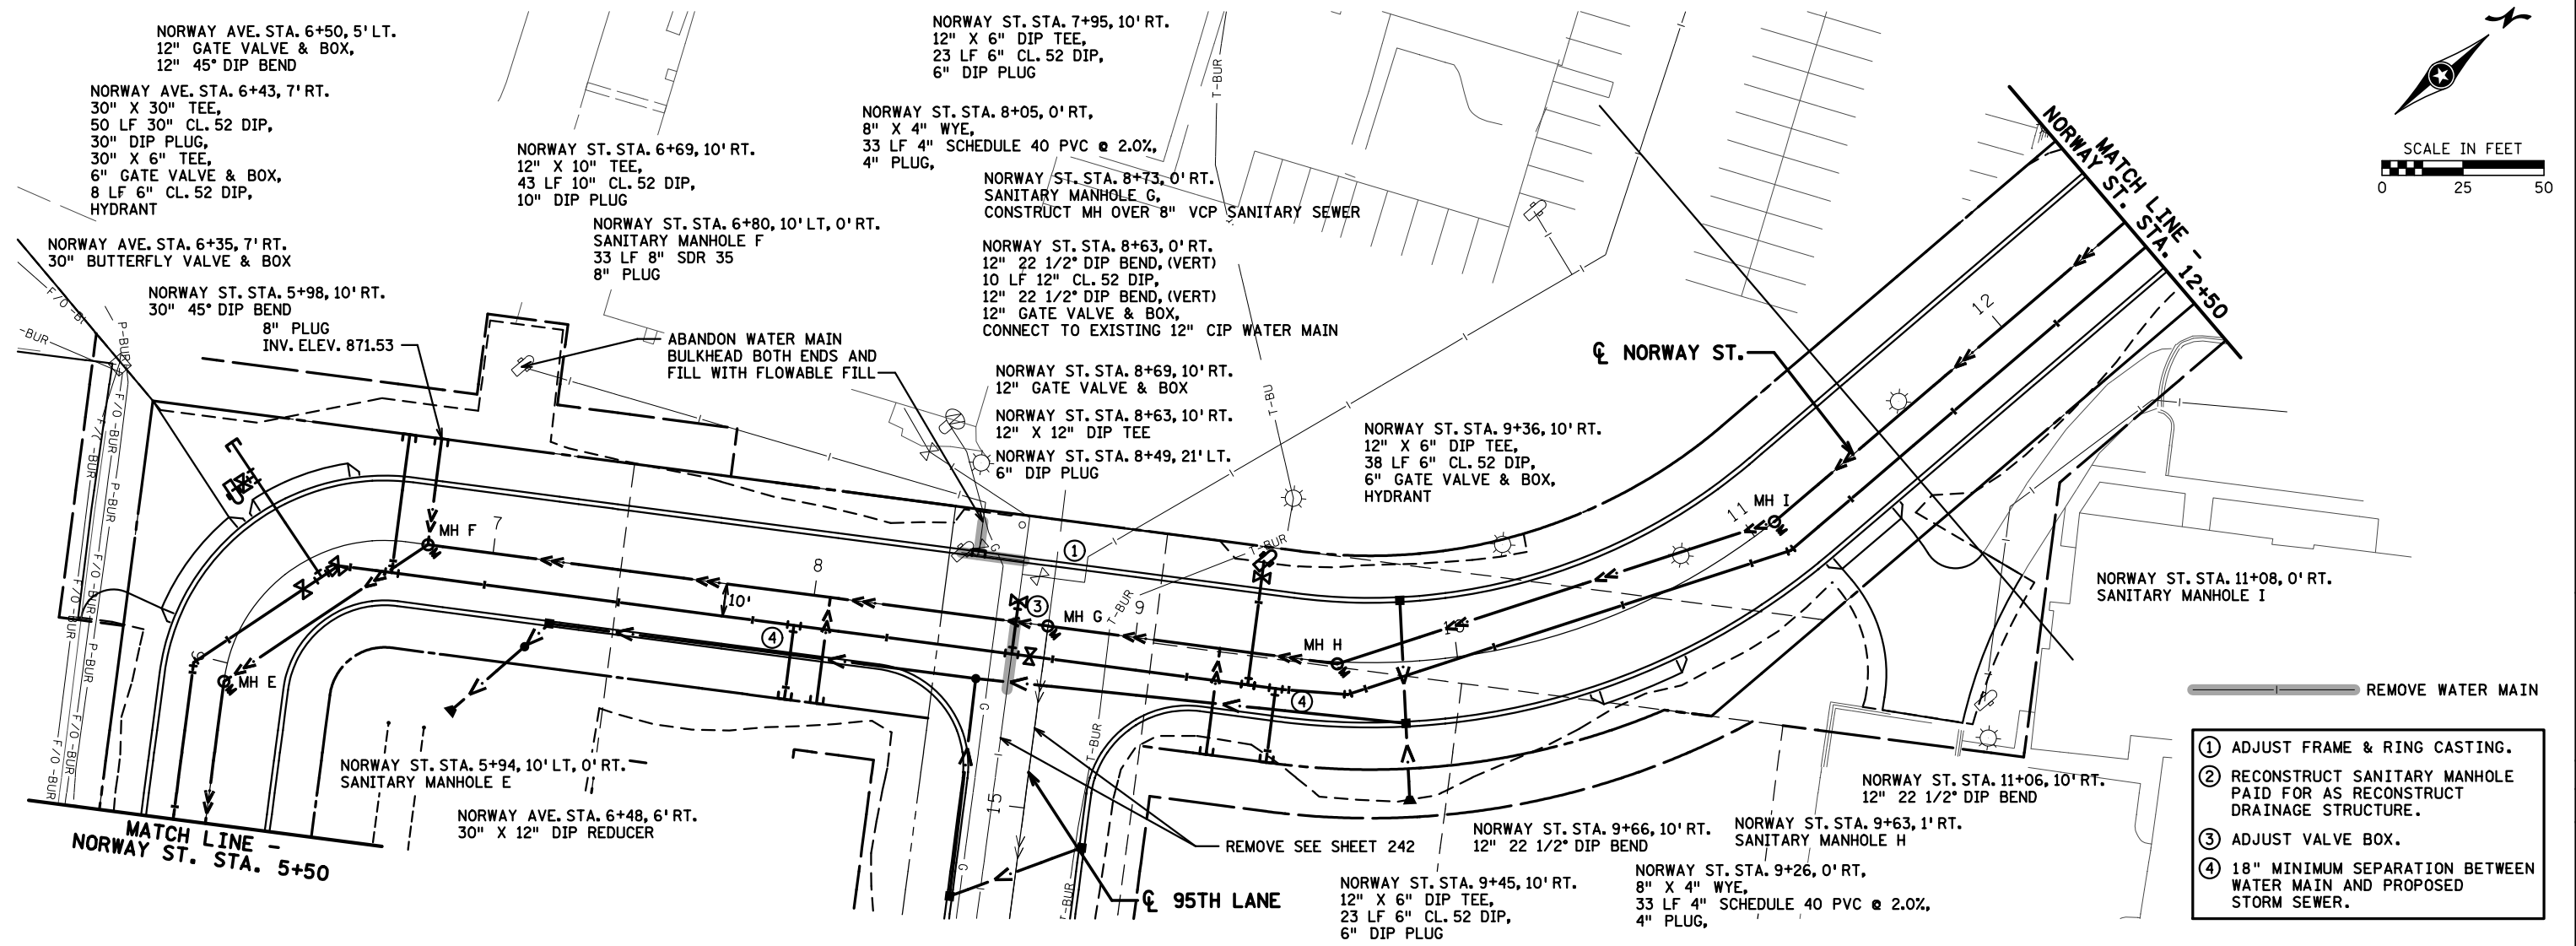 NORWAY AVE. STA. 6+50, 5' LT.
12" GATE VALVE & BOX,
12" 45° DIP BEND
NORWAY AVE. STA. 6+43, 7' RT.
30" X 30" TEE,
50 LF 30" CL. 52 DIP,
30" DIP PLUG,
30" X 6" TEE,
6" GATE VALVE & BOX,
8 LF 6" CL. 52 DIP,
HYDRANT
NORWAY AVE. STA. 6+35, 7' RT.
30" BUTTERFLY VALVE & BOX
NORWAY ST. STA. 5+98, 10' RT.
30" 45° DIP BEND
8" PLUG
INV. ELEV. 871.53
NORWAY ST. STA. 6+69, 10' RT.
12" X 10" TEE,
43 LF 10" CL. 52 DIP,
10" DIP PLUG
NORWAY ST. STA. 6+80, 10' LT, 0' RT.
SANITARY MANHOLE F
33 LF 8" SDR 35
8" PLUG
ABANDON WATER MAIN
BULKHEAD BOTH ENDS AND
FILL WITH FLOWABLE FILL
NORWAY ST. STA. 7+95, 10' RT.
12" X 6" DIP TEE,
23 LF 6" CL. 52 DIP,
6" DIP PLUG
NORWAY ST. STA. 8+05, 0' RT,
8" X 4" WYE,
33 LF 4" SCHEDULE 40 PVC @ 2.0%,
4" PLUG,
NORWAY ST. STA. 8+73, 0' RT.
SANITARY MANHOLE G,
CONSTRUCT MH OVER 8" VCP SANITARY SEWER
NORWAY ST. STA. 8+63, 0' RT.
12" 22 1/2° DIP BEND, (VERT)
10 LF 12" CL. 52 DIP,
12" 22 1/2° DIP BEND, (VERT)
12" GATE VALVE & BOX,
CONNECT TO EXISTING 12" CIP WATER MAIN
NORWAY ST. STA. 8+69, 10' RT.
12" GATE VALVE & BOX
NORWAY ST. STA. 8+63, 10' RT.
12" X 12" DIP TEE
NORWAY ST. STA. 8+49, 21' LT.
6" DIP PLUG
NORWAY ST. STA. 9+36, 10' RT.
12" X 6" DIP TEE,
38 LF 6" CL. 52 DIP,
6" GATE VALVE & BOX,
HYDRANT
℄ NORWAY ST.
MATCH LINE -
NORWAY ST. STA. 12+50
SCALE IN FEET
0 25 50
T-BUR
T-BU
T-BUR
T-BUR
T-BUR
T-BUR
F/O -BU
-BUR
P-BUR
F/O -BUR
P-BUR
F/O -BUR
P-BUR
F/O -BUR
F/O -BUR
F/O -BUR
MH F
MH E
MH G
MH H
MH I
6
7
8
9
10
11
12
15
10'
G
G
G
1
3
4
4
NORWAY ST. STA. 11+08, 0' RT.
SANITARY MANHOLE I
NORWAY ST. STA. 5+94, 10' LT, 0' RT.
SANITARY MANHOLE E
NORWAY AVE. STA. 6+48, 6' RT.
30" X 12" DIP REDUCER
MATCH LINE -
NORWAY ST. STA. 5+50
REMOVE SEE SHEET 242
℄ 95TH LANE
NORWAY ST. STA. 9+45, 10' RT.
12" X 6" DIP TEE,
23 LF 6" CL. 52 DIP,
6" DIP PLUG
NORWAY ST. STA. 9+66, 10' RT.
12" 22 1/2° DIP BEND
NORWAY ST. STA. 9+63, 1' RT.
SANITARY MANHOLE H
NORWAY ST. STA. 9+26, 0' RT,
8" X 4" WYE,
33 LF 4" SCHEDULE 40 PVC @ 2.0%,
4" PLUG,
NORWAY ST. STA. 11+06, 10' RT.
12" 22 1/2° DIP BEND
REMOVE WATER MAIN
1 ADJUST FRAME & RING CASTING.
2 RECONSTRUCT SANITARY MANHOLE
PAID FOR AS RECONSTRUCT
DRAINAGE STRUCTURE.
3 ADJUST VALVE BOX.
4 18" MINIMUM SEPARATION BETWEEN
WATER MAIN AND PROPOSED
STORM SEWER.